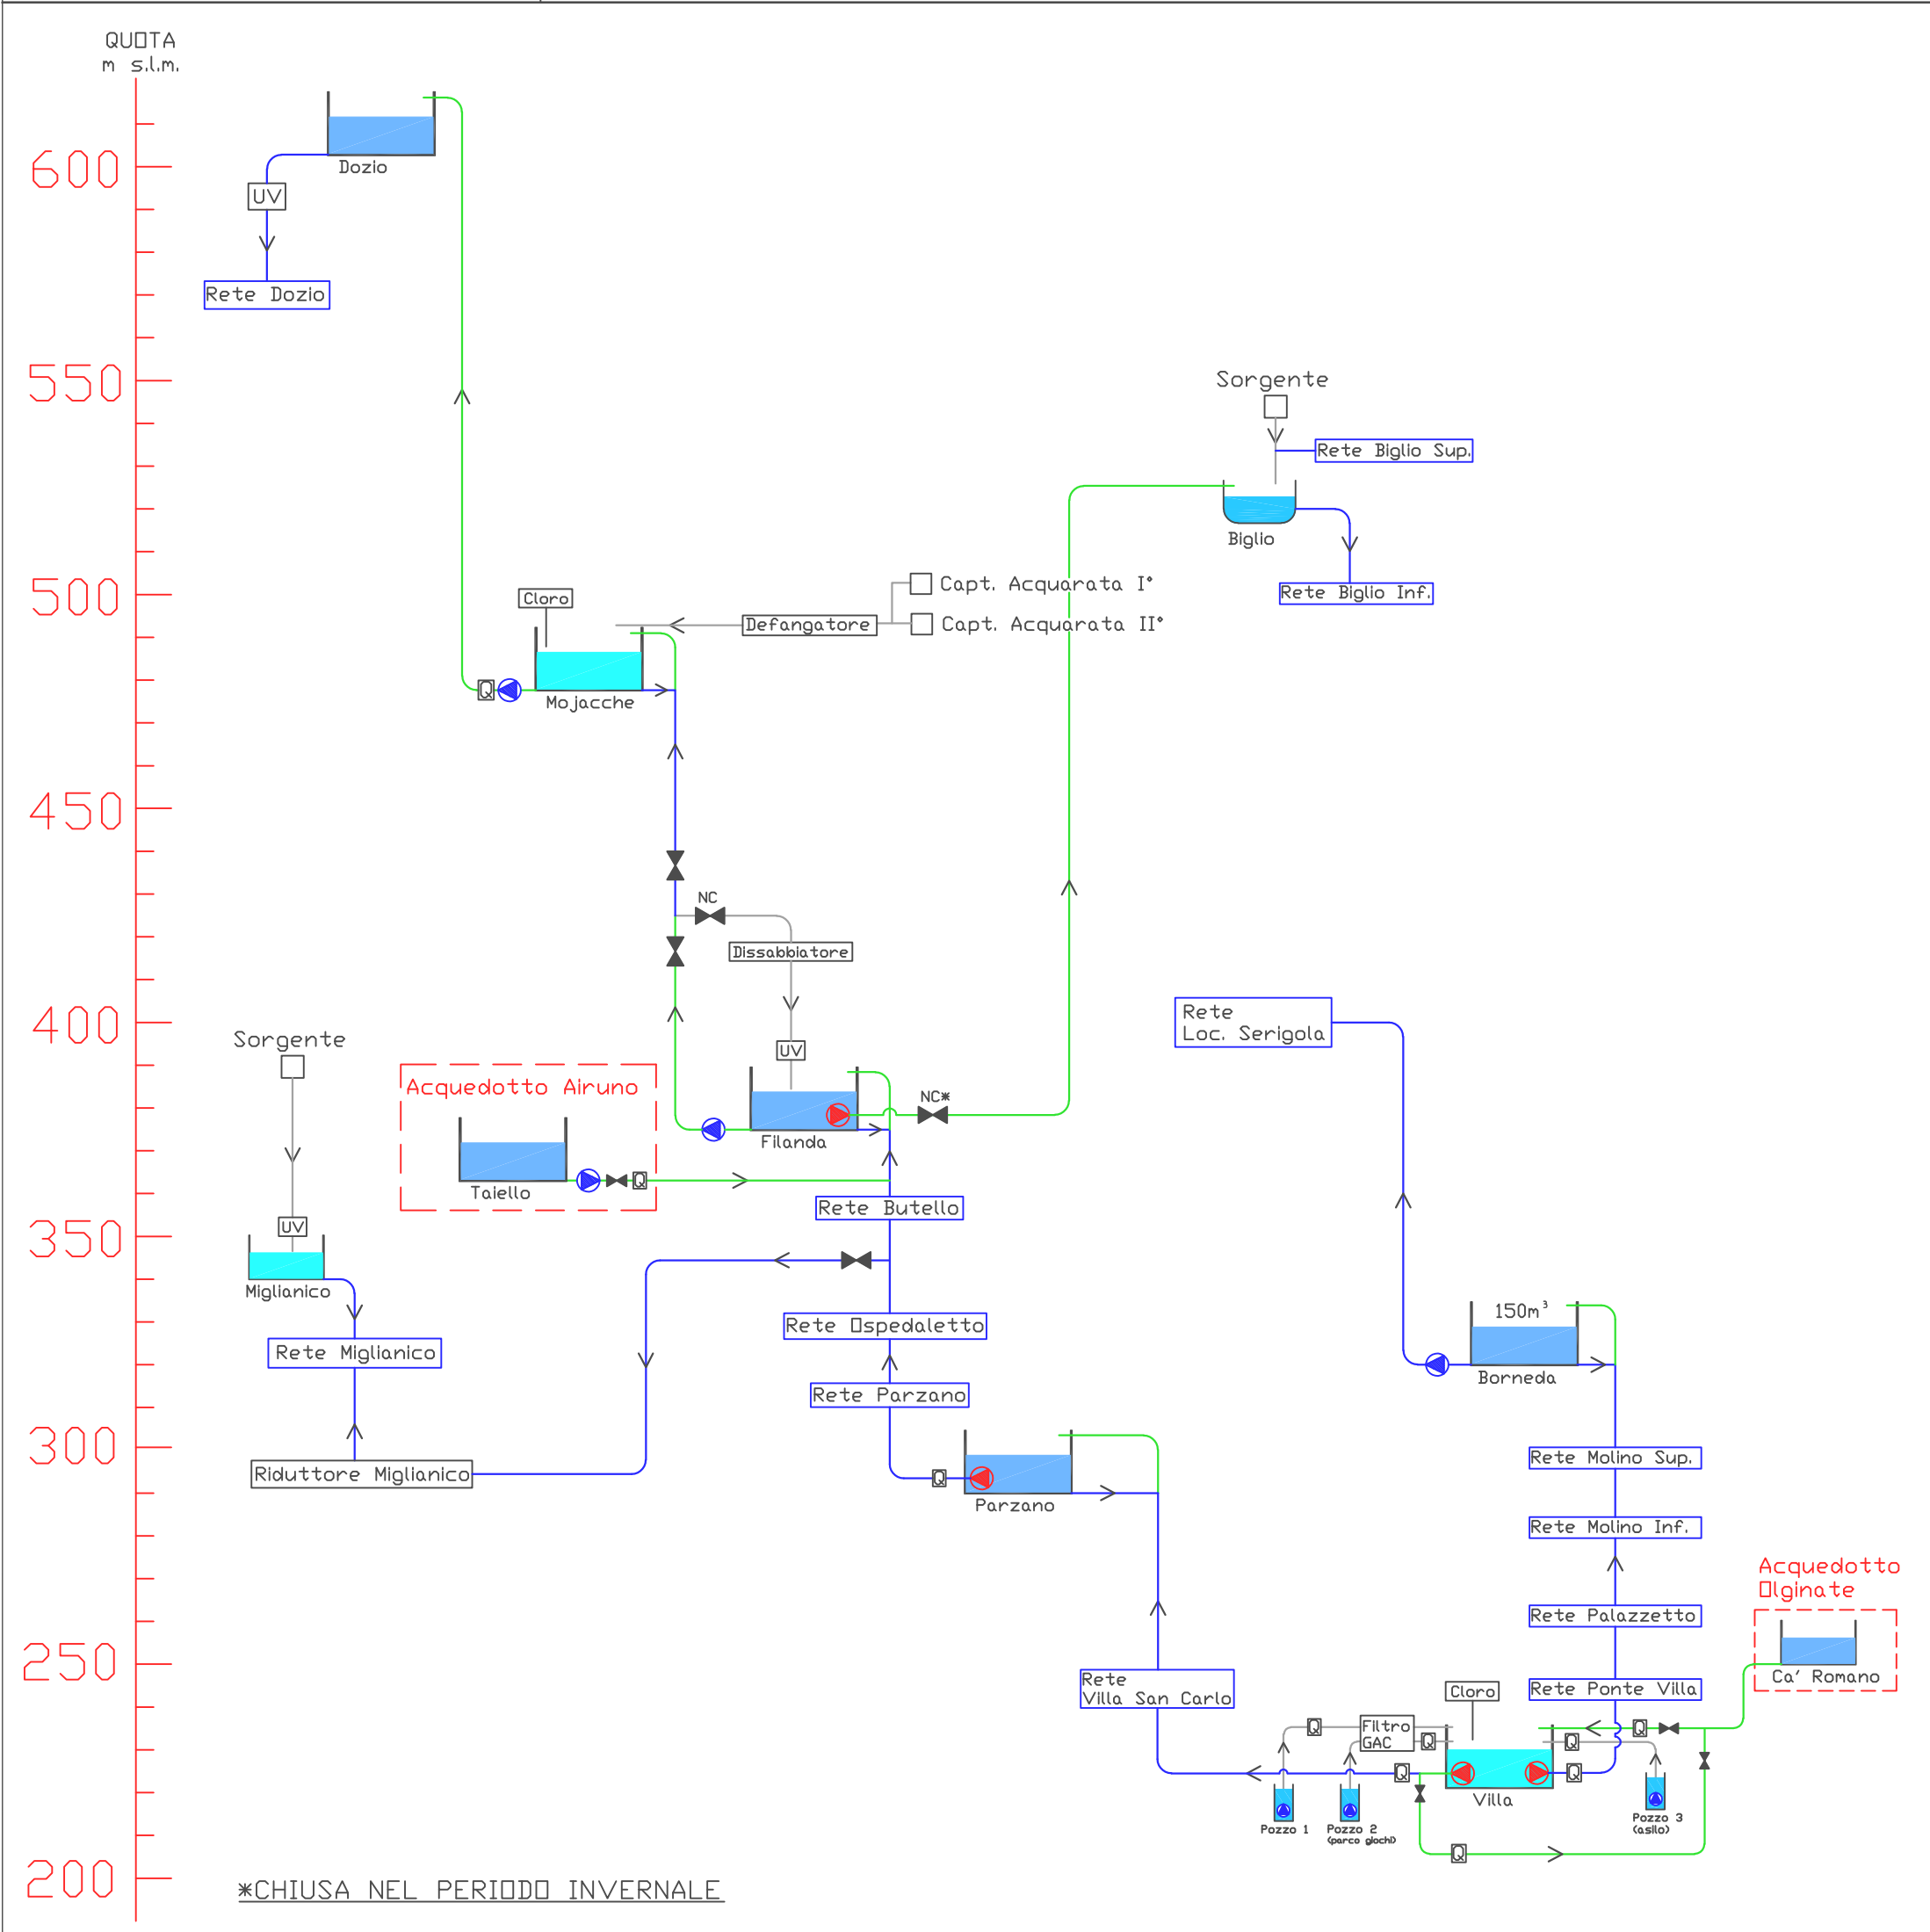 QUOTA
m s.l.m.
600
550
500
450
400
350
300
250
200
Dozio
UV
Rete Dozio
Sorgente
Rete Biglio Sup.
Biglio
Rete Biglio Inf.
Cloro
Mojacche
Q
Defangatore
Capt. Acquarata I°
Capt. Acquarata II°
NC
Dissabbiatore
UV
Filanda
NC*
Rete
Loc. Serigola
Sorgente
UV
Miglianico
Rete Miglianico
Riduttore Miglianico
Acquedotto Airuno
Taiello
Q
Rete Butello
Rete Ospedaletto
Rete Parzano
Q
Parzano
150m³
Borneda
Rete Molino Sup.
Rete Molino Inf.
Rete Palazzetto
Rete Ponte Villa
Acquedotto
Olginate
Ca' Romano
Rete
Villa San Carlo
Cloro
Filtro
GAC
Q
Q
Q
Q
Q
Q
Q
Villa
Pozzo 1
Pozzo 2
(parco giochi)
Pozzo 3
(asilo)
*CHIUSA NEL PERIODO INVERNALE